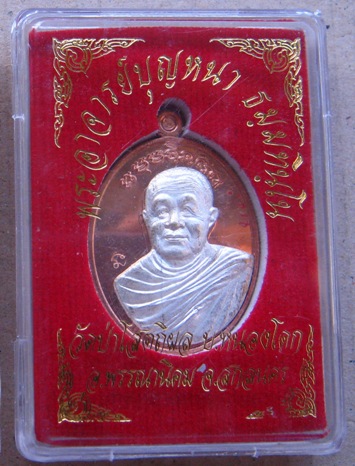 พระอาจารย์บุญหนา ธมฺมทินฺโน
วัดป่าโสตถิผล บ.หนองโดก
อ.พรรณานิคม จ.สกลนคร